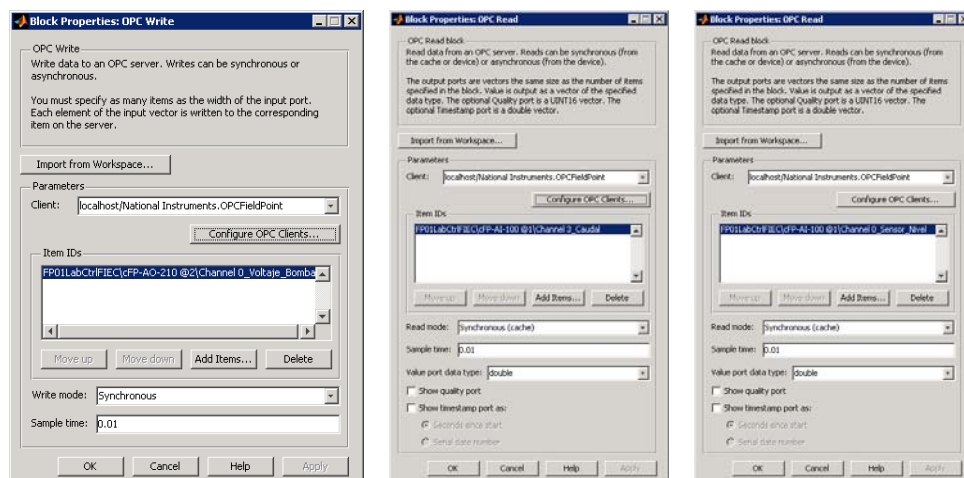 Block Properties: OPC Write
OPC Write
Write data to an OPC server. Writes can be synchronous or
asynchronous.
You must specify as many items as the width of the input port.
Each element of the input vector is written to the corresponding
item on the server.
Import from Workspace...
Parameters
Client: localhost/National Instruments.OPCFieldPoint
Configure OPC Clients...
Item IDs
FP01LabCtrlFIEC\cFP-AO-210 @2\Channel 0_Voltaje_Bomba
Move up Move down Add Items... Delete
Write mode: Synchronous
Sample time: 0.01
OK Cancel Help Apply
Block Properties: OPC Read
OPC Read block
Read data from an OPC server. Reads can be synchronous (from
the cache or device) or asynchronous (from the device).
The output ports are vectors the same size as the number of items
specified in the block. Value is output as a vector of the specified
data type. The optional Quality port is a UINT16 vector. The
optional Timestamp port is a double vector.
Import from Workspace...
Parameters
Client: localhost/National Instruments.OPCFieldPoint
Configure OPC Clients...
Item IDs
FP01LabCtrlFIEC\cFP-AI-100 @1\Channel 3_Caudal
Move up Move down Add Items... Delete
Read mode: Synchronous (cache)
Sample time: 0.01
Value port data type: double
Show quality port
Show timestamp port as:
Seconds since start
Serial date number
OK Cancel Help Apply
Block Properties: OPC Read
OPC Read block
Read data from an OPC server. Reads can be synchronous (from
the cache or device) or asynchronous (from the device).
The output ports are vectors the same size as the number of items
specified in the block. Value is output as a vector of the specified
data type. The optional Quality port is a UINT16 vector. The
optional Timestamp port is a double vector.
Import from Workspace...
Parameters
Client: localhost/National Instruments.OPCFieldPoint
Configure OPC Clients...
Item IDs
FP01LabCtrlFIEC\cFP-AI-100 @1\Channel 0_Sensor_Nivel
Move up Move down Add Items... Delete
Read mode: Synchronous (cache)
Sample time: 0.01
Value port data type: double
Show quality port
Show timestamp port as:
Seconds since start
Serial date number
OK Cancel Help Apply